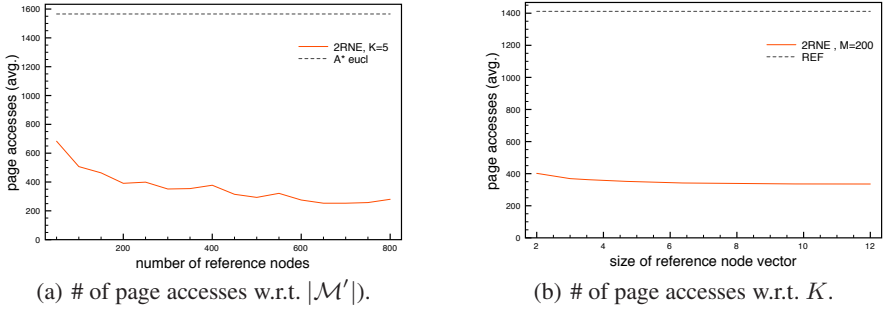 1600
1400
1200
1000
800
600
400
200
0
page accesses (avg.)
2RNE, K=5
A* eucl
200
400
600
800
number of reference nodes
(a) # of page accesses w.r.t. |M′|).
1400
1200
1000
800
600
400
200
0
page accesses (avg.)
2RNE , M=200
REF
2
4
6
8
10
12
size of reference node vector
(b) # of page accesses w.r.t. K.